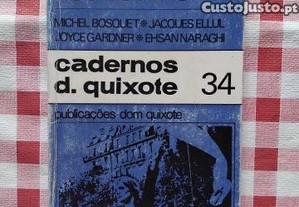 CustoJusto.pt
MICHEL BOSQUET * JACQUES ELLUL
JOYCE GARDNER * EHSAN NARAGHI
cadernos
d. quixote 34
publicações dom quixote